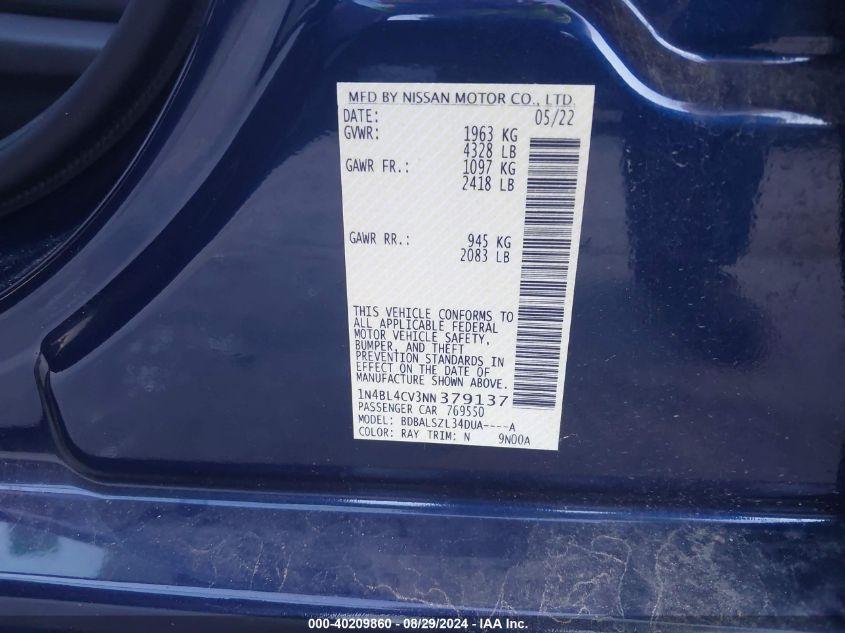 MFD BY NISSAN MOTOR CO., LTD.
DATE: 05/22
GVWR: 1963 KG
4328 LB
GAWR FR.: 1097 KG
2418 LB
GAWR RR.: 945 KG
2083 LB
THIS VEHICLE CONFORMS TO
ALL APPLICABLE FEDERAL
MOTOR VEHICLE SAFETY,
BUMPER, AND THEFT
PREVENTION STANDARDS IN
EFFECT ON THE DATE OF
MANUFACTURE SHOWN ABOVE.
1N4BL4CV3NN379137
PASSENGER CAR 769550
MODEL: BDBALSZL34DUA----A
COLOR: RAY TRIM: N 9N00A
000-40209860 - 08/29/2024 - IAA Inc.